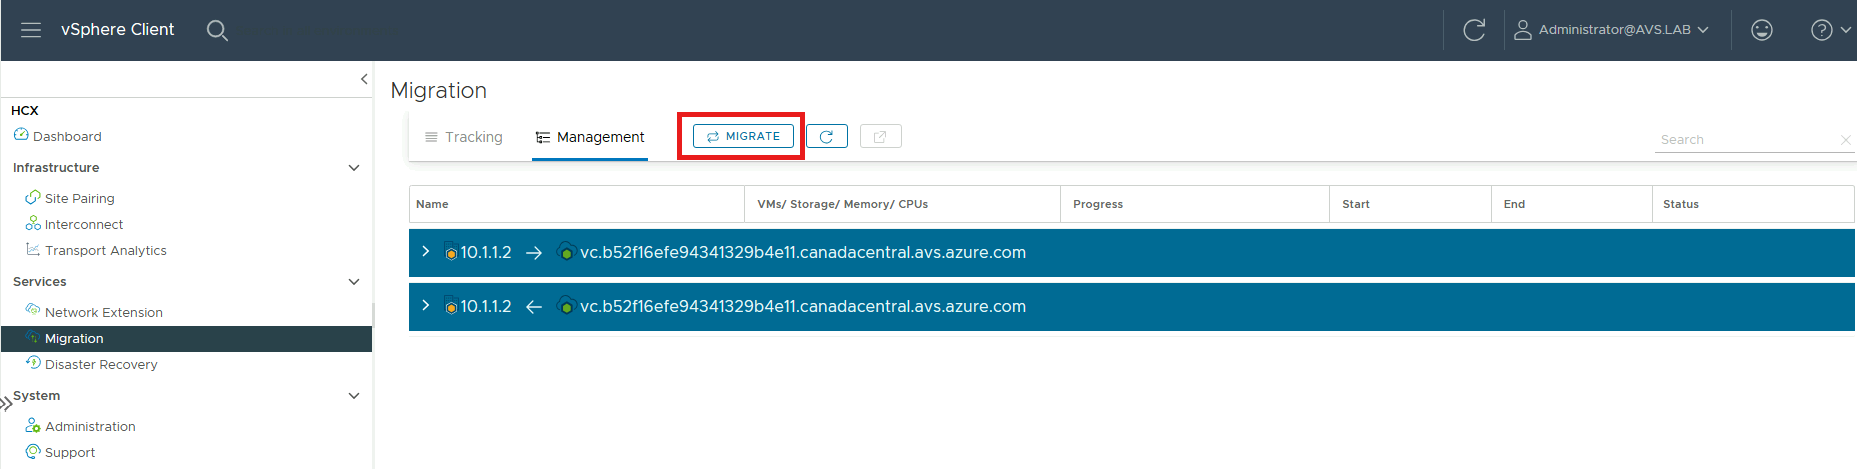 vSphere Client
Administrator@AVS.LAB
HCX
Dashboard
Infrastructure
Site Pairing
Interconnect
Transport Analytics
Services
Network Extension
Migration
Disaster Recovery
System
Administration
Support
Migration
Tracking Management MIGRATE Search
Name VMs/ Storage/ Memory/ CPUs Progress Start End Status
10.1.1.2 → vc.b52f16efe94341329b4e11.canadacentral.avs.azure.com
10.1.1.2 ← vc.b52f16efe94341329b4e11.canadacentral.avs.azure.com